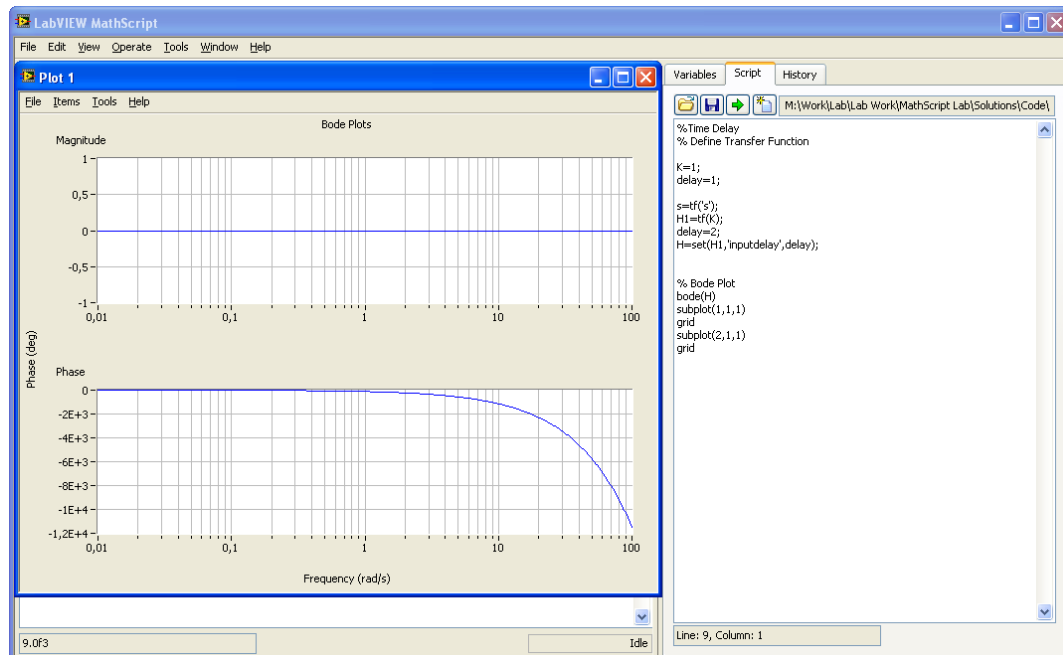 LabVIEW MathScript
File Edit View Operate Tools Window Help
Plot 1
File Items Tools Help
Bode Plots
Magnitude
1
0,5
0
-0,5
-1
0,01 0,1 1 10 100
Phase (deg)
Phase
0
-2E+3
-4E+3
-6E+3
-8E+3
-1E+4
-1,2E+4
0,01 0,1 1 10 100
Frequency (rad/s)
9.0f3
Idle
Variables Script History
M:\Work\Lab\Lab Work\MathScript Lab\Solutions\Code\
%Time Delay
% Define Transfer Function
K=1;
delay=1;
s=tf('s');
H1=tf(K);
delay=2;
H=set(H1,'inputdelay',delay);
% Bode Plot
bode(H)
subplot(1,1,1)
grid
subplot(2,1,1)
grid
Line: 9, Column: 1